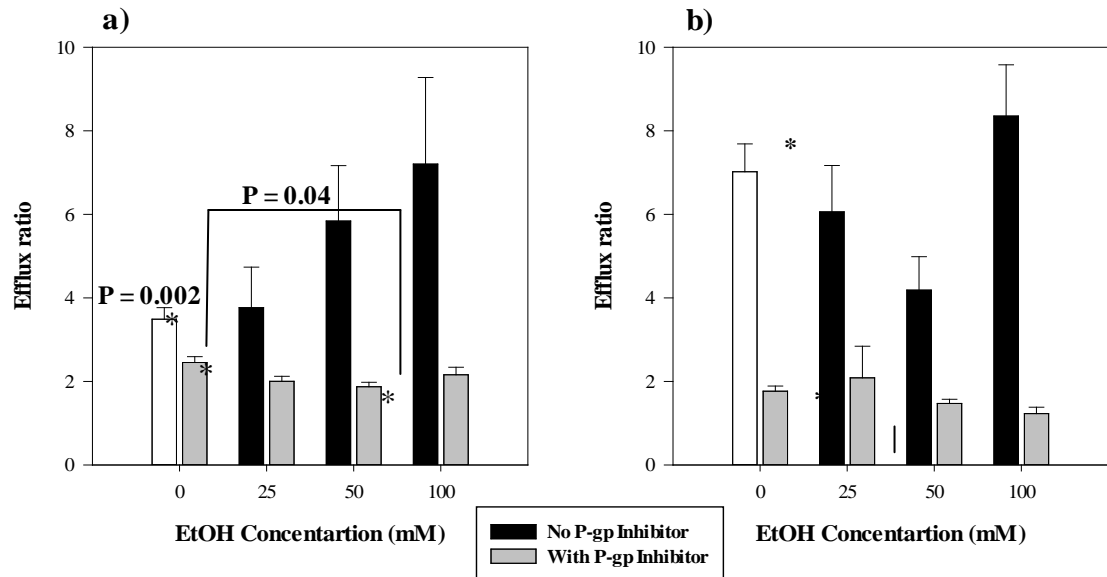 a)
10
8
6
4
2
0
Efflux ratio
P = 0.04
P = 0.002
*
*
*
0 25 50 100
EtOH Concentartion (mM)
b)
10
8
6
4
2
0
Efflux ratio
*
*
0 25 50 100
EtOH Concentartion (mM)
No P-gp Inhibitor
With P-gp Inhibitor